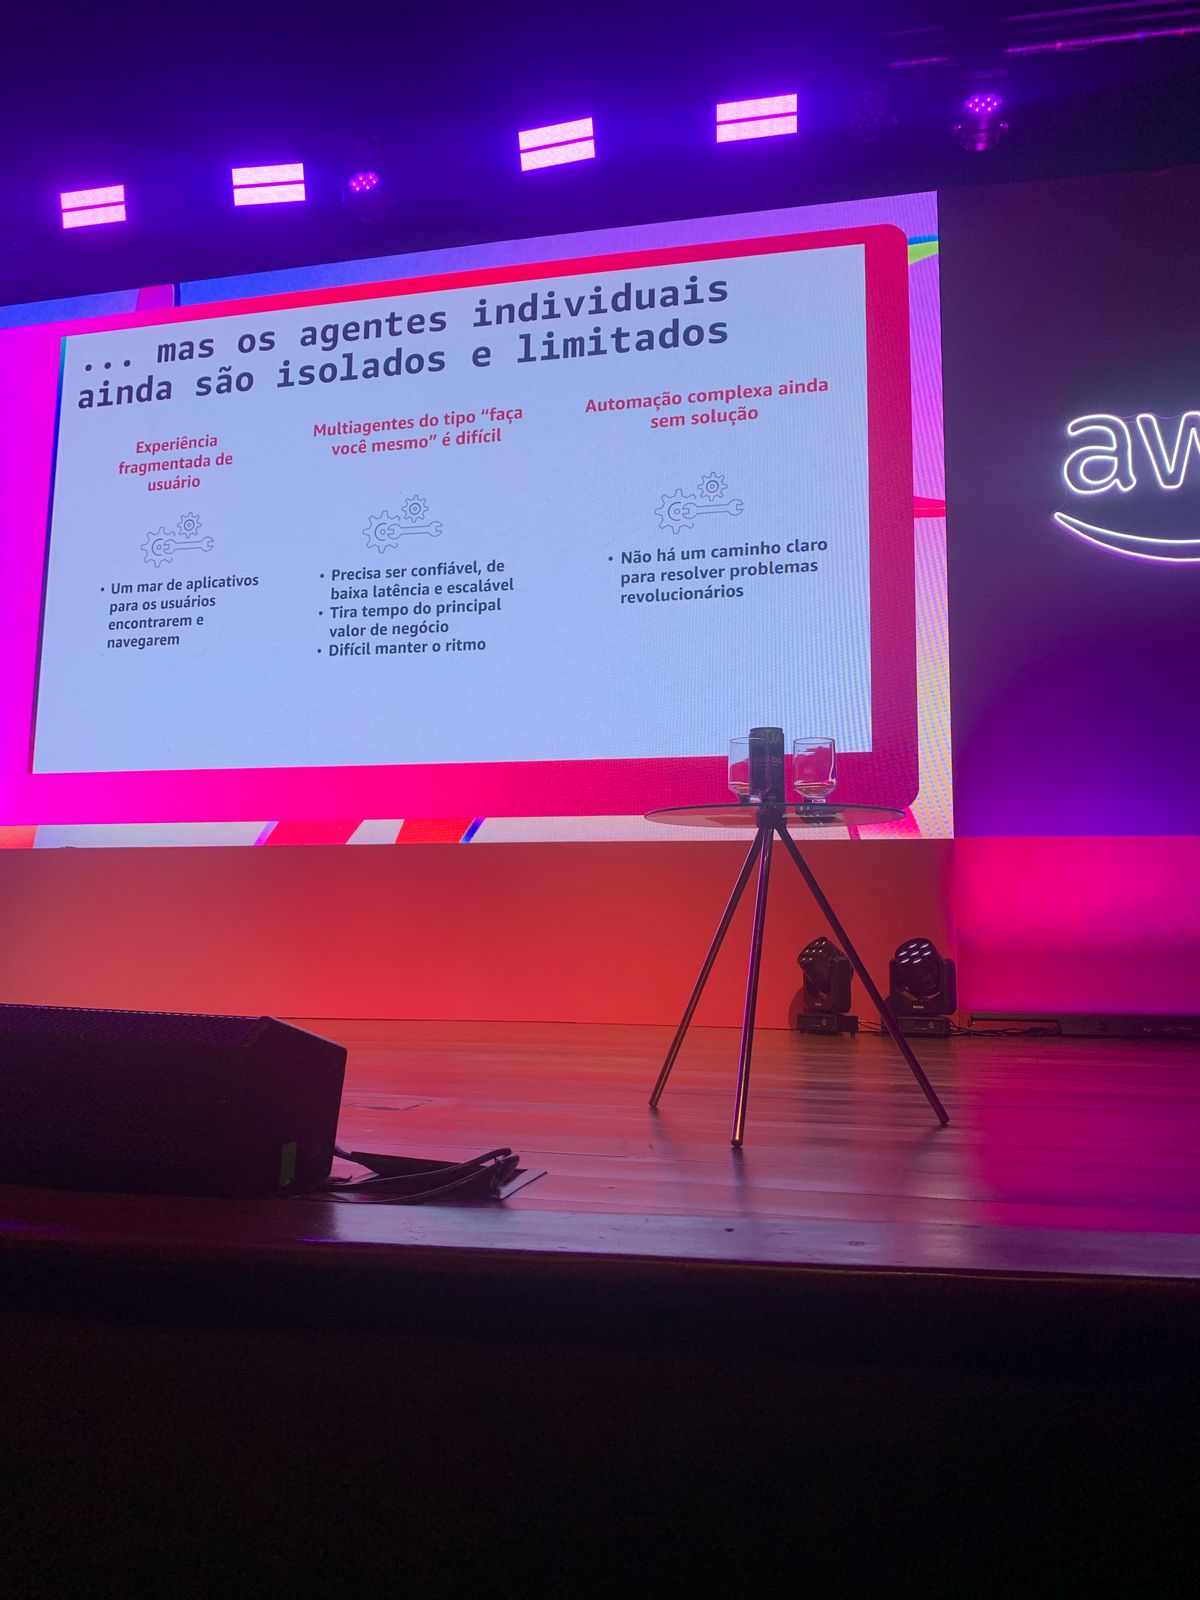 ... mas os agentes individuais
ainda são isolados e limitados
Experiência
fragmentada de
usuário
• Um mar de aplicativos
para os usuários
encontrarem e
navegarem
Multiagentes do tipo “faça
você mesmo” é difícil
• Precisa ser confiável, de
baixa latência e escalável
• Tira tempo do principal
valor de negócio
• Difícil manter o ritmo
Automação complexa ainda
sem solução
• Não há um caminho claro
para resolver problemas
revolucionários
aw